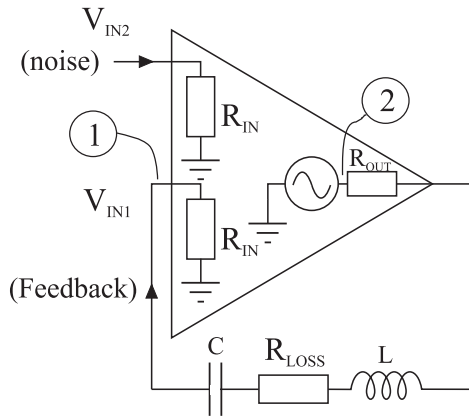 V_IN2
(noise)
R_IN
1
2
R_OUT
V_IN1
R_IN
(Feedback)
C
R_LOSS
L